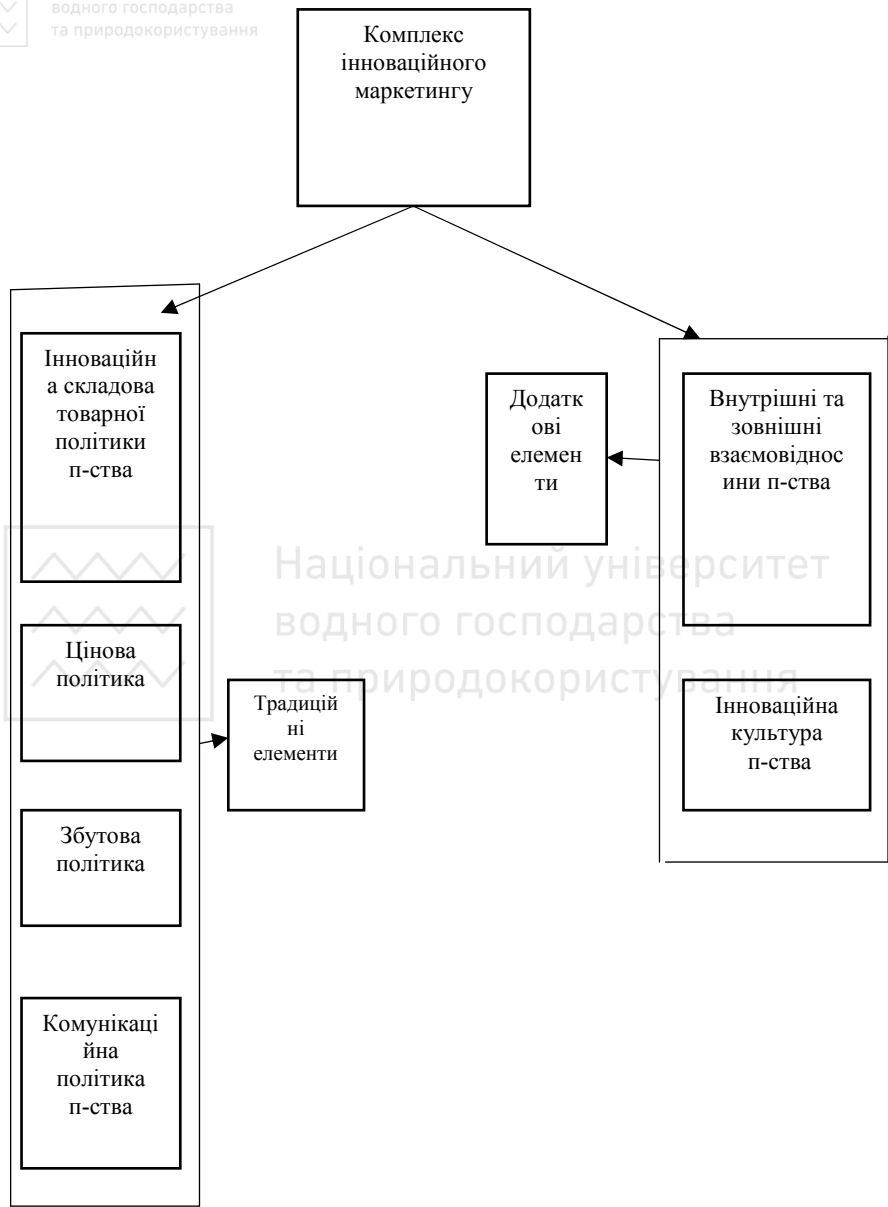 водного господарства
та природокористування
Комплекс
інноваційного
маркетингу
Інноваційн
а складова
товарної
політики
п-ства
Цінова
політика
Збутова
політика
Комунікаці
йна
політика
п-ства
Традицій
ні
елементи
Додатк
ові
елемен
ти
Внутрішні та
зовнішні
взаємовіднос
ини п-ства
Інноваційна
культура
п-ства
Національний університет
водного господарства
та природокористування